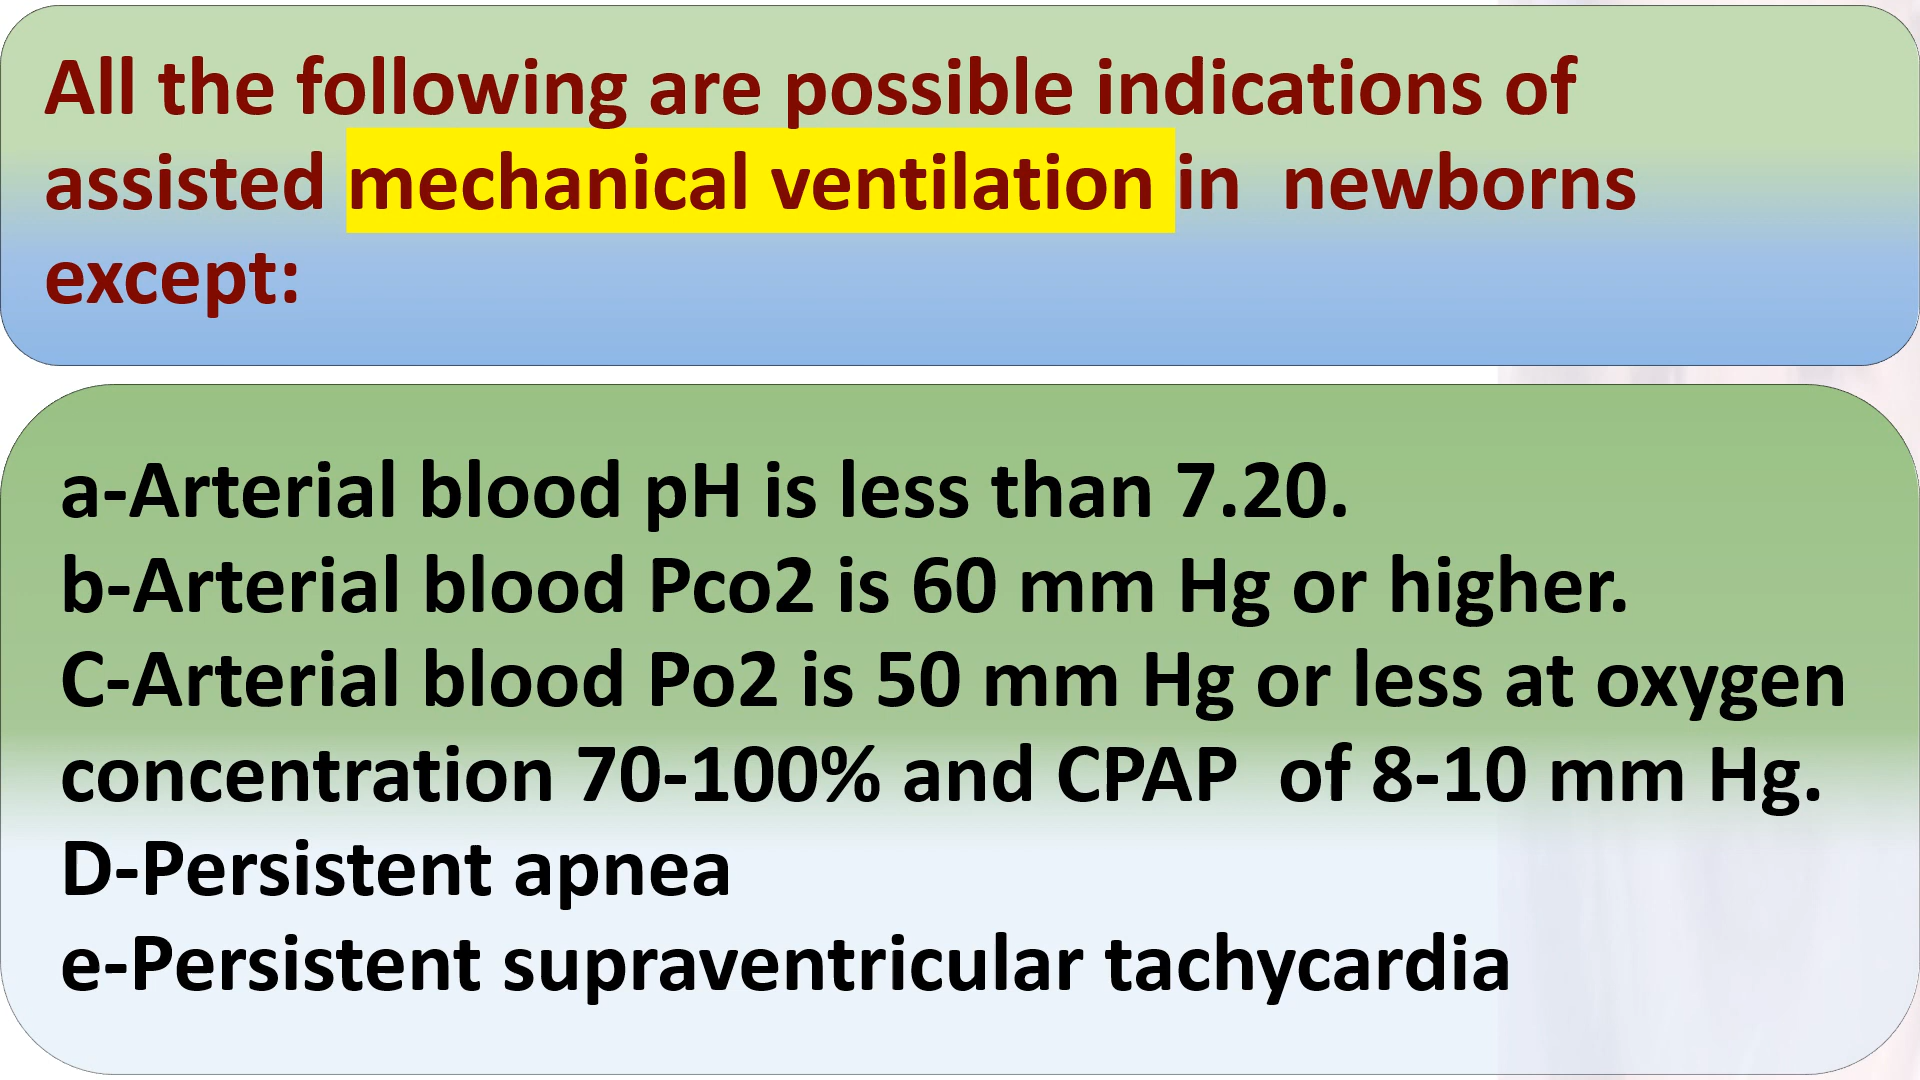 All the following are possible indications of
assisted mechanical ventilation in  newborns
except:
a-Arterial blood pH is less than 7.20.
b-Arterial blood Pco2 is 60 mm Hg or higher.
C-Arterial blood Po2 is 50 mm Hg or less at oxygen
concentration 70-100% and CPAP  of 8-10 mm Hg.
D-Persistent apnea
e-Persistent supraventricular tachycardia